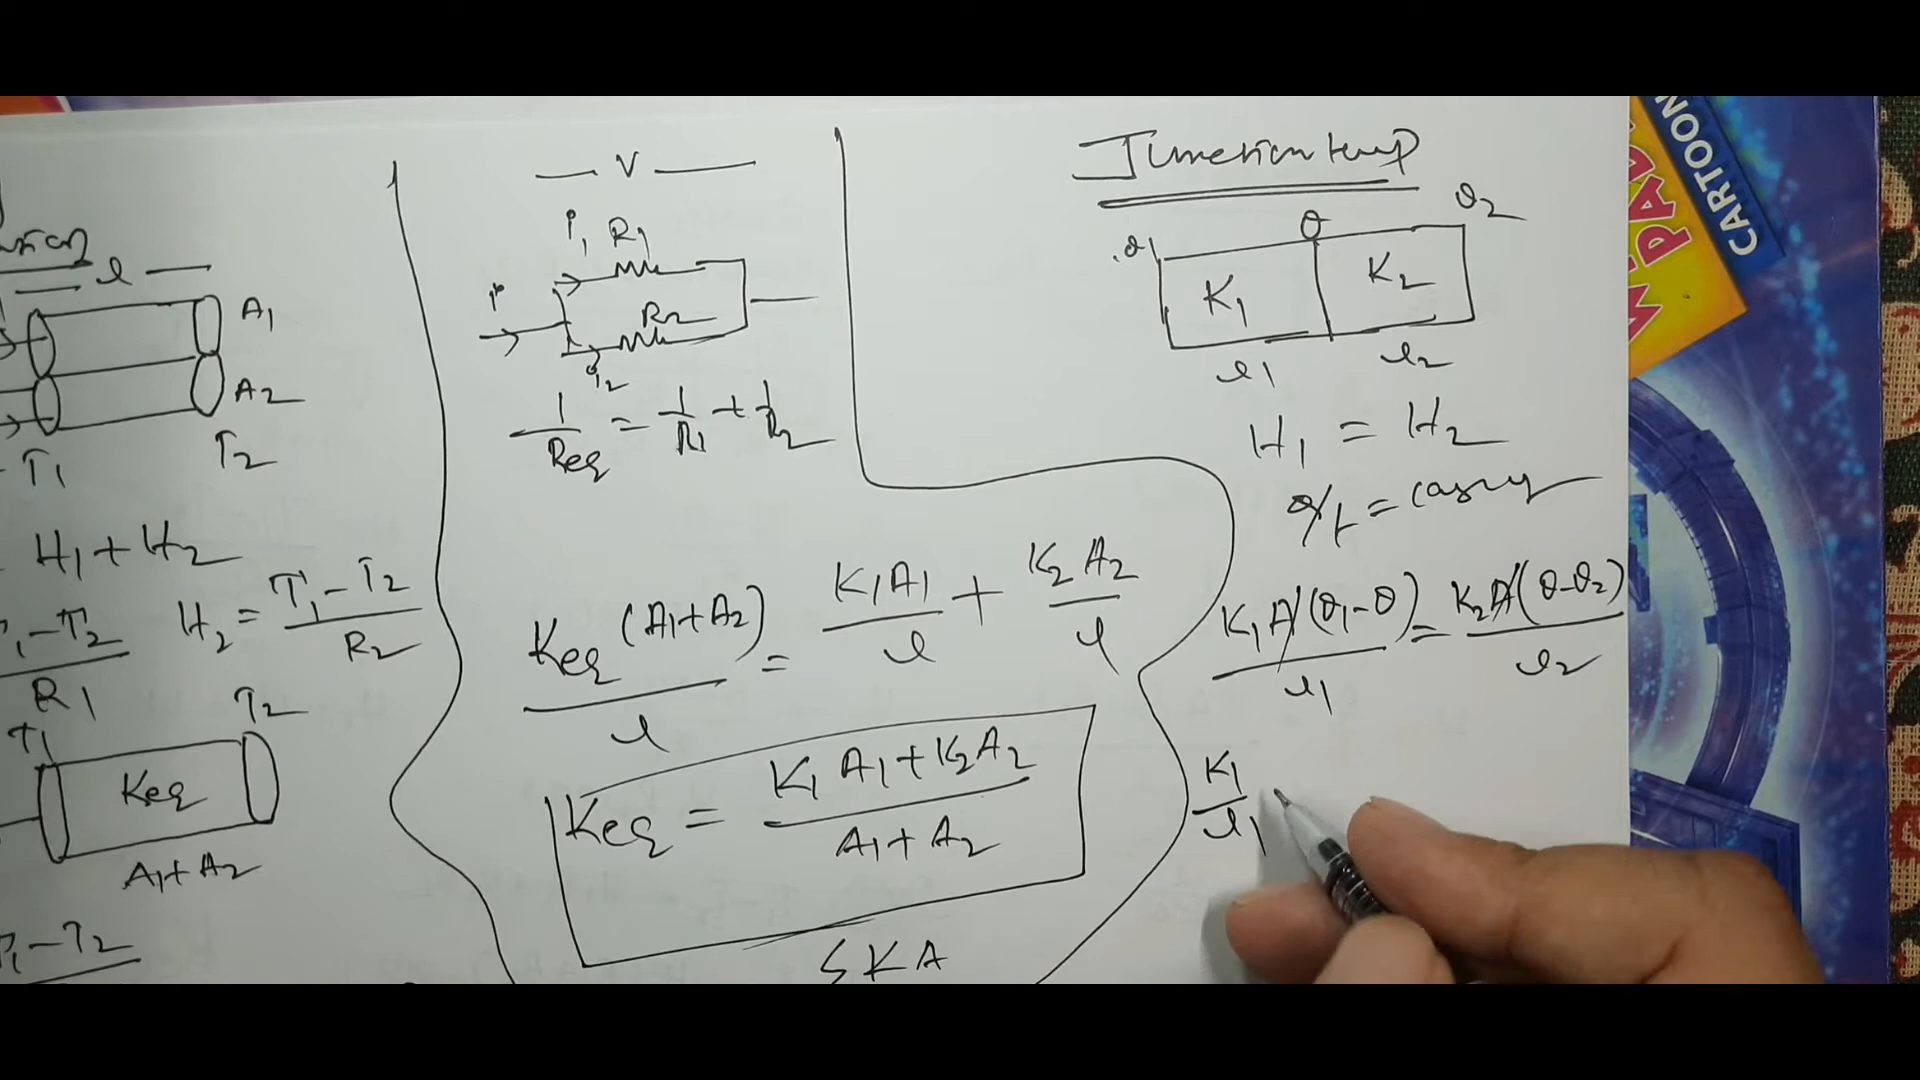 l
A1
A2
T1
T2
H1 + H2
T1 - T2
R1
H2 = T1 - T2
R2
T1
T2
Keq
A1 + A2
T1 - T2
V
i1 R1
i
R2
i2
1/Req = 1/R1 + 1/R2
Keq (A1+A2)/l = K1A1/l + K2A2/l
Keq = K1A1 + K2A2 / A1 + A2
KA
Junction temp
θ1 θ θ2
K1 K2
l1 l2
H1 = H2
K1A(θ1-θ)/l1 = K2A(θ-θ2)/l2
K1/l1
CARTOON